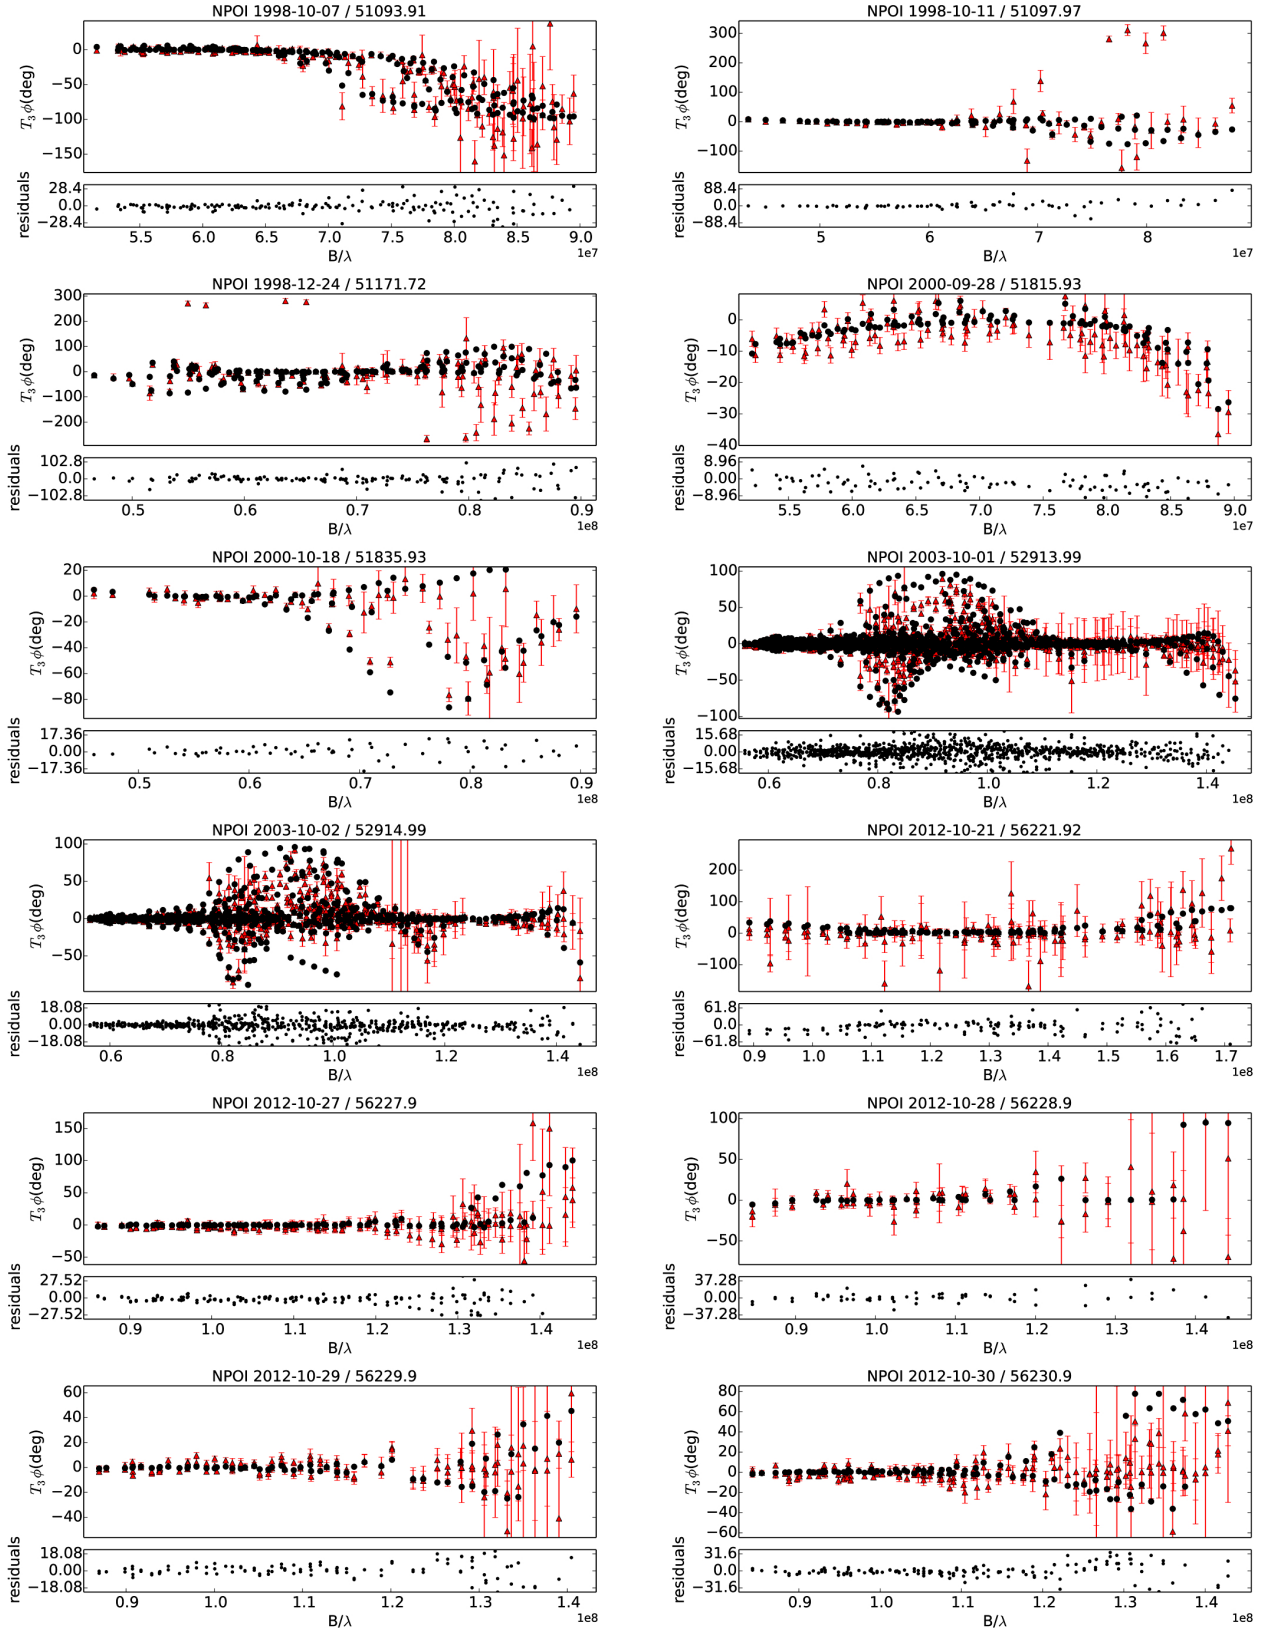 NPOI 1998-10-07 / 51093.91
0
−50
−100
−150
T3φ(deg)
28.4
0.0
−28.4
residuals
5.5 6.0 6.5 7.0 7.5 8.0 8.5 9.0
1e7
B/λ
NPOI 1998-10-11 / 51097.97
300
200
100
0
−100
T3φ(deg)
88.4
0.0
−88.4
residuals
5 6 7 8
1e7
B/λ
NPOI 1998-12-24 / 51171.72
300
200
100
0
−100
−200
T3φ(deg)
102.8
0.0
−102.8
residuals
0.5 0.6 0.7 0.8 0.9
1e8
B/λ
NPOI 2000-09-28 / 51815.93
0
−10
−20
−30
−40
T3φ(deg)
8.96
0.00
−8.96
residuals
5.5 6.0 6.5 7.0 7.5 8.0 8.5 9.0
1e7
B/λ
NPOI 2000-10-18 / 51835.93
20
0
−20
−40
−60
−80
T3φ(deg)
17.36
0.00
−17.36
residuals
0.5 0.6 0.7 0.8 0.9
1e8
B/λ
NPOI 2003-10-01 / 52913.99
100
50
0
−50
−100
T3φ(deg)
15.68
0.00
−15.68
residuals
0.6 0.8 1.0 1.2 1.4
1e8
B/λ
NPOI 2003-10-02 / 52914.99
100
50
0
−50
T3φ(deg)
18.08
0.00
−18.08
residuals
0.6 0.8 1.0 1.2 1.4
1e8
B/λ
NPOI 2012-10-21 / 56221.92
200
100
0
−100
T3φ(deg)
61.8
0.0
−61.8
residuals
0.9 1.0 1.1 1.2 1.3 1.4 1.5 1.6 1.7
1e8
B/λ
NPOI 2012-10-27 / 56227.9
150
100
50
0
−50
T3φ(deg)
27.52
0.00
−27.52
residuals
0.9 1.0 1.1 1.2 1.3 1.4
1e8
B/λ
NPOI 2012-10-28 / 56228.9
100
50
0
−50
T3φ(deg)
37.28
0.00
−37.28
residuals
0.9 1.0 1.1 1.2 1.3 1.4
1e8
B/λ
NPOI 2012-10-29 / 56229.9
60
40
20
0
−20
−40
T3φ(deg)
18.08
0.00
−18.08
residuals
0.9 1.0 1.1 1.2 1.3 1.4
1e8
B/λ
NPOI 2012-10-30 / 56230.9
80
60
40
20
0
−20
−40
−60
T3φ(deg)
31.6
0.0
−31.6
residuals
0.9 1.0 1.1 1.2 1.3 1.4
1e8
B/λ